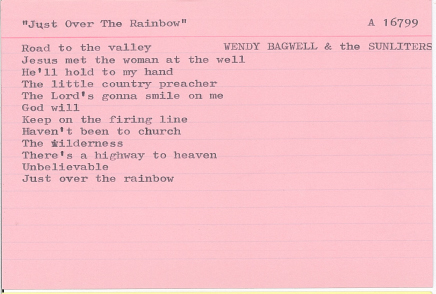 "Just Over The Rainbow" A 16799
Road to the valley WENDY BAGWELL & the SUNLITERS
Jesus met the woman at the well
He'll hold to my hand
The little country preacher
The Lord's gonna smile on me
God will
Keep on the firing line
Haven't been to church
The wilderness
There's a highway to heaven
Unbelievable
Just over the rainbow